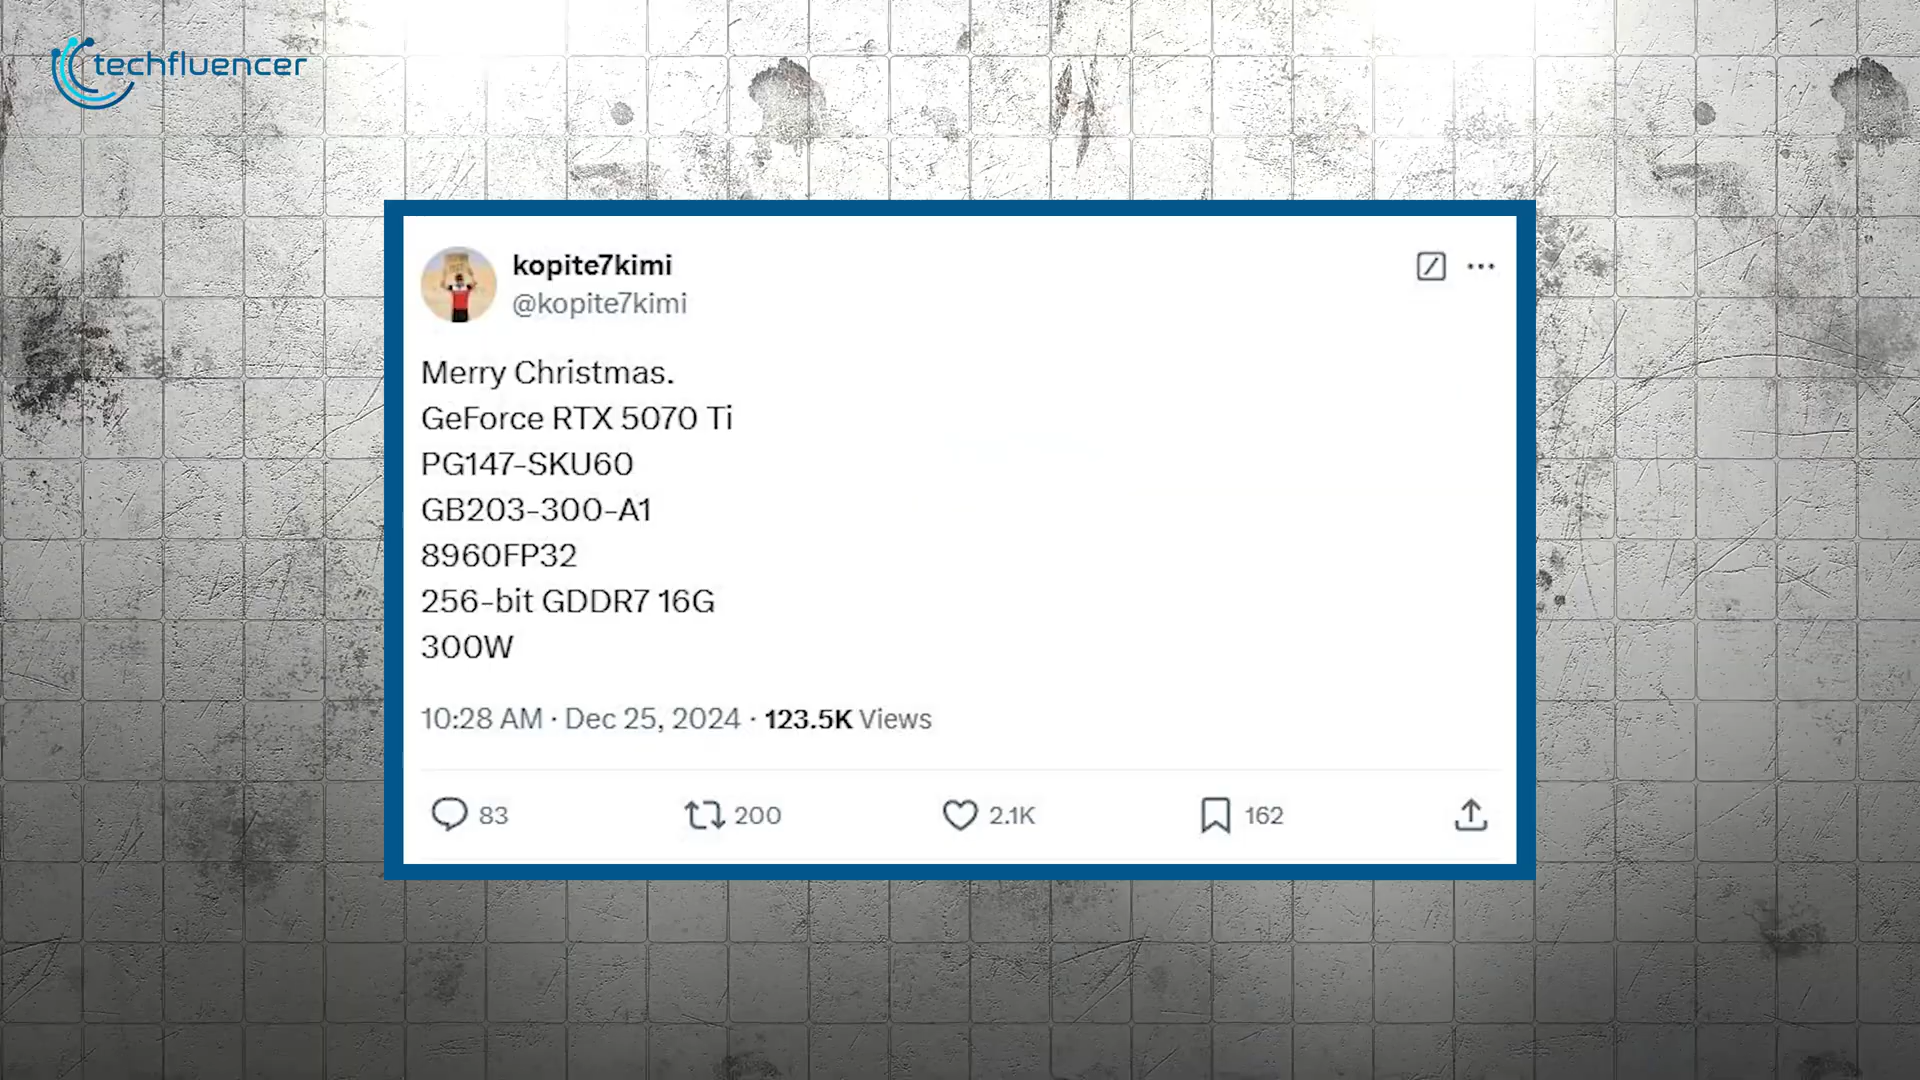 techfluencer
kopite7kimi
@kopite7kimi
Merry Christmas.
GeForce RTX 5070 Ti
PG147-SKU60
GB203-300-A1
8960FP32
256-bit GDDR7 16G
300W
10:28 AM · Dec 25, 2024 · 123.5K Views
83 200 2.1K 162